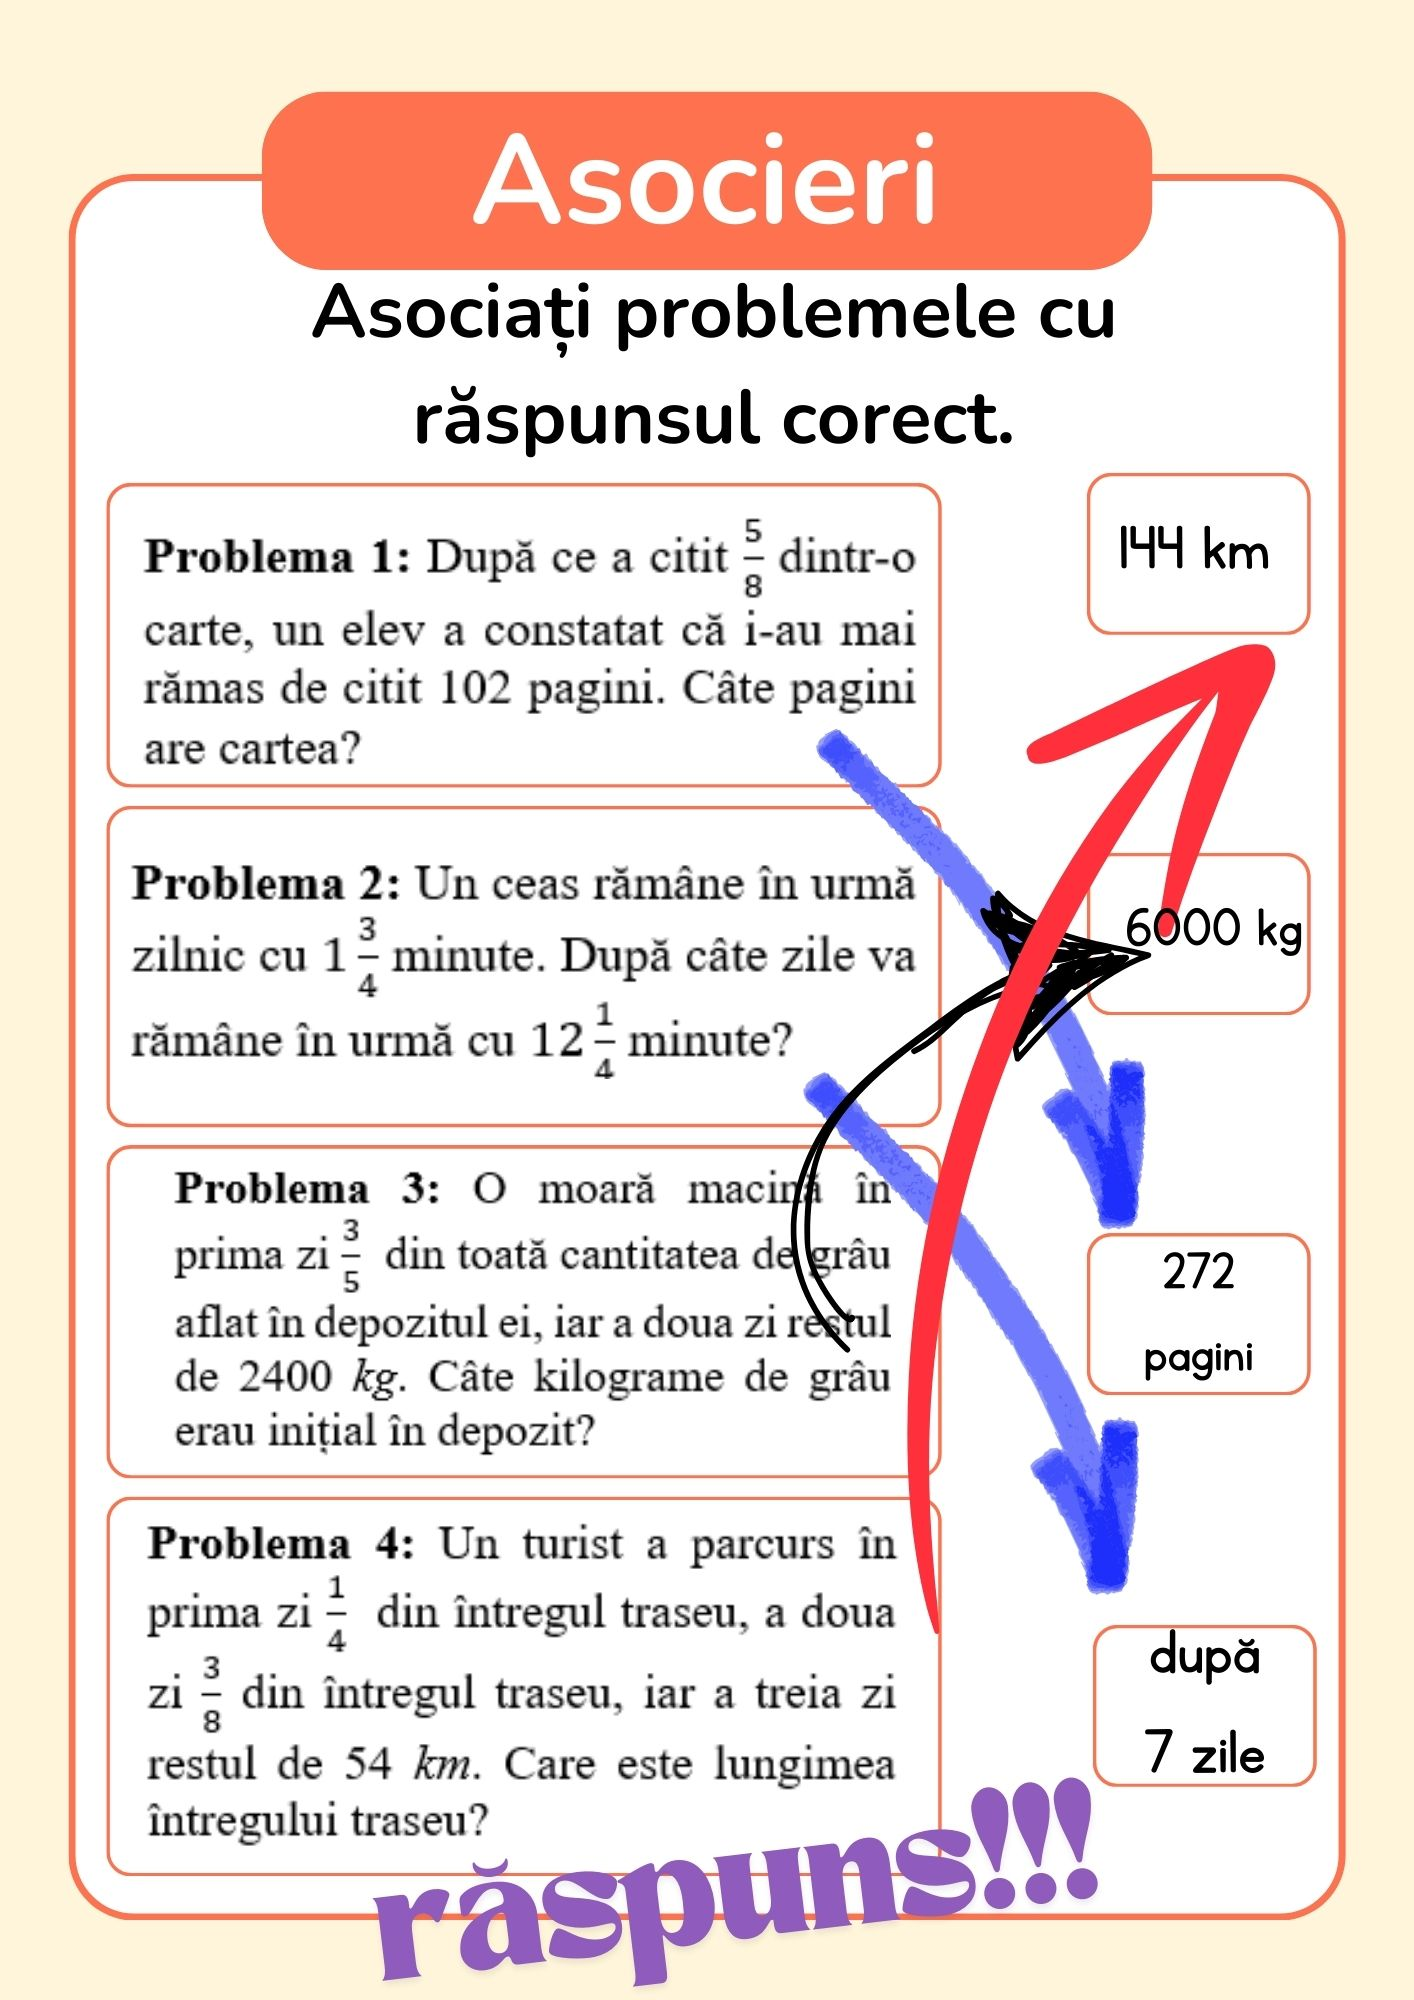 Asocieri
Asociați problemele cu
răspunsul corect.
Problema 1: După ce a citit 5/8 dintr-o
carte, un elev a constatat că i-au mai
rămas de citit 102 pagini. Câte pagini
are cartea?
144 km
Problema 2: Un ceas rămâne în urmă
zilnic cu 1 3/4 minute. După câte zile va
rămâne în urmă cu 12 1/4 minute?
6000 kg
Problema 3: O moară macină în
prima zi 3/5 din toată cantitatea de grâu
aflat în depozitul ei, iar a doua zi restul
de 2400 kg. Câte kilograme de grâu
erau inițial în depozit?
272
pagini
Problema 4: Un turist a parcurs în
prima zi 1/4 din întregul traseu, a doua
zi 3/8 din întregul traseu, iar a treia zi
restul de 54 km. Care este lungimea
întregului traseu?
după
7 zile
răspuns!!!